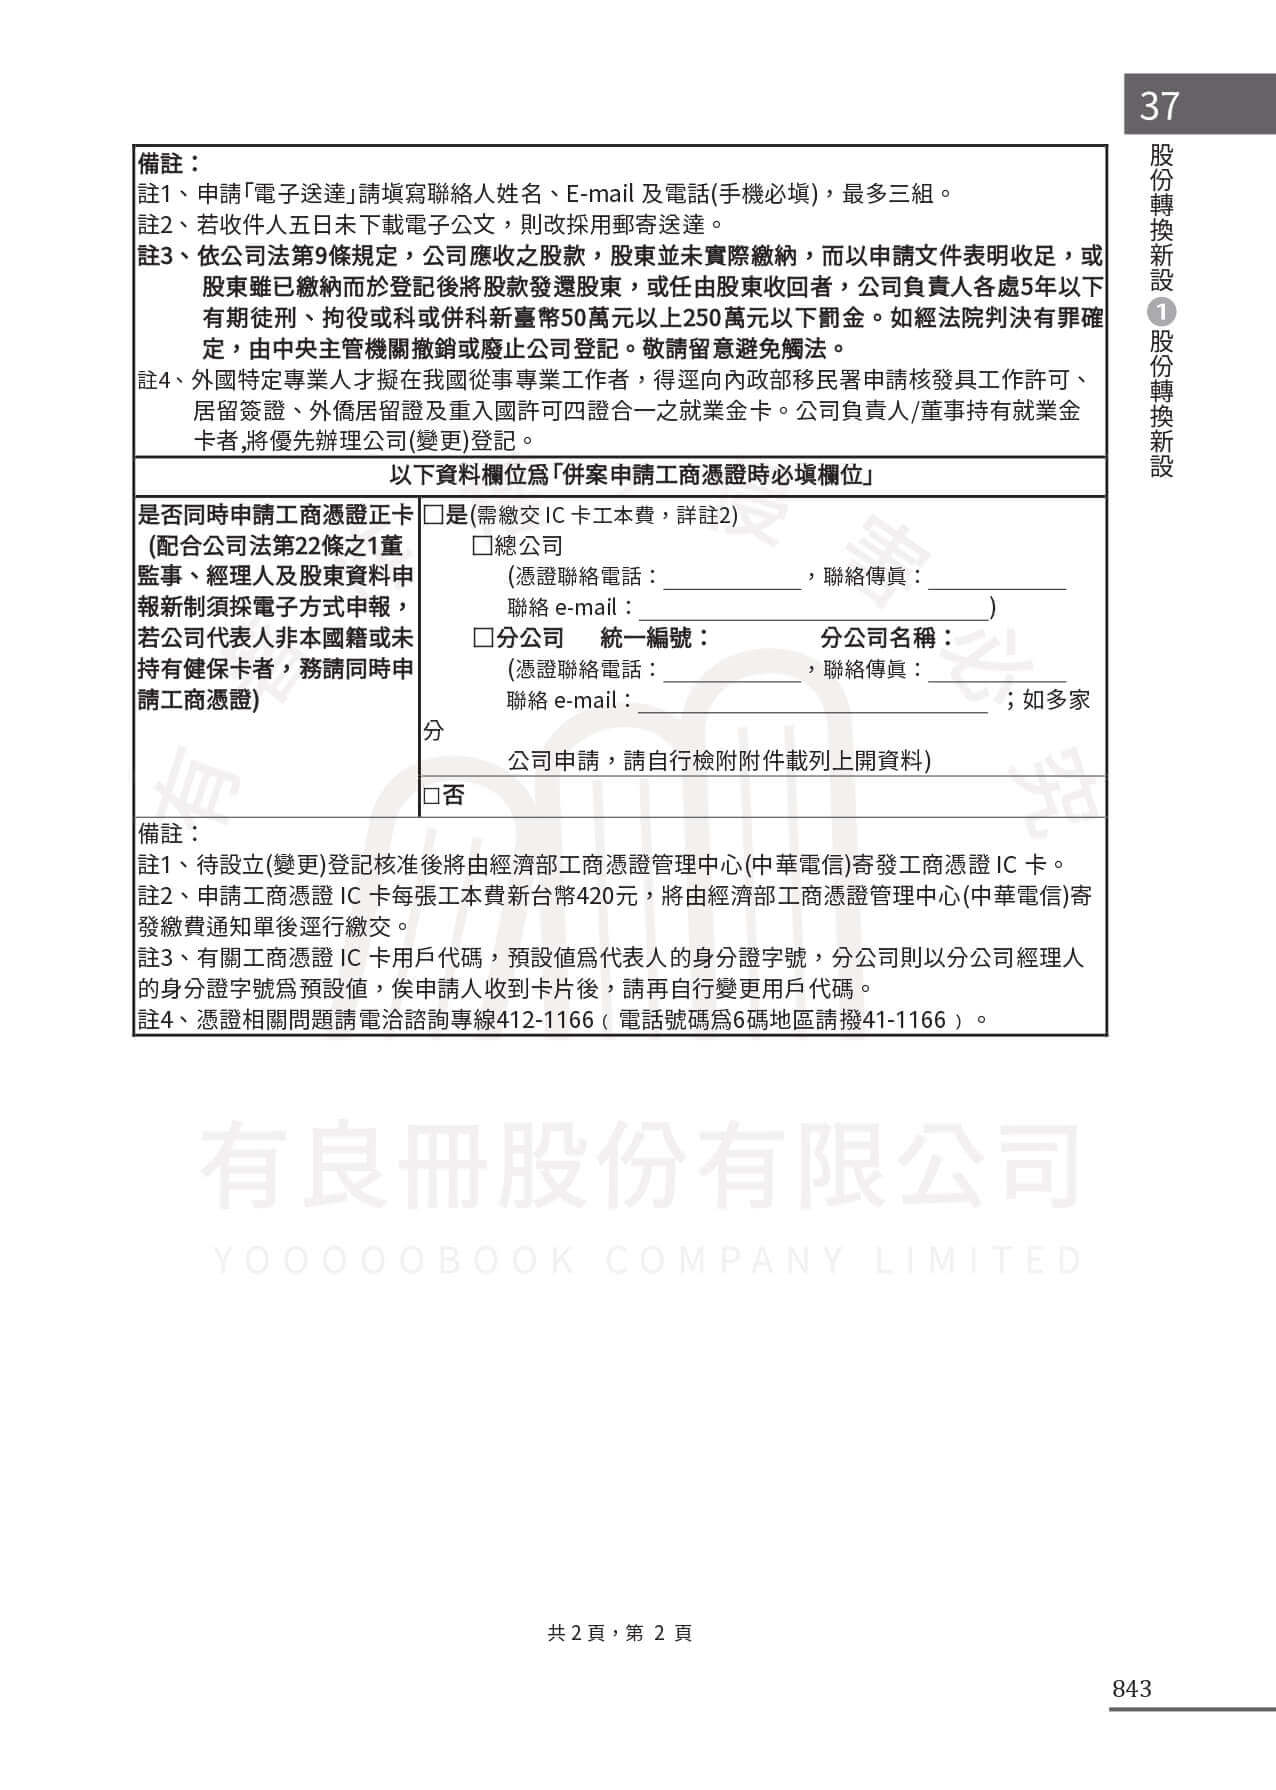 37
股份轉換新設 1 股份轉換新設
備註：
註1、申請「電子送達」請填寫聯絡人姓名、E-mail 及電話(手機必填)，最多三組。
註2、若收件人五日未下載電子公文，則改採用郵寄送達。
註3、依公司法第9條規定，公司應收之股款，股東並未實際繳納，而以申請文件表明收足，或
股東雖已繳納而於登記後將股款發還股東，或任由股東收回者，公司負責人各處5年以下
有期徒刑、拘役或科或併科新臺幣50萬元以上250萬元以下罰金。如經法院判決有罪確
定，由中央主管機關撤銷或廢止公司登記。敬請留意避免觸法。
註4、外國特定專業人才擬在我國從事專業工作者，得逕向內政部移民署申請核發具工作許可、
居留簽證、外僑居留證及重入國許可四證合一之就業金卡。公司負責人/董事持有就業金
卡者,將優先辦理公司(變更)登記。
以下資料欄位為「併案申請工商憑證時必填欄位」
是否同時申請工商憑證正卡
(配合公司法第22條之1董
監事、經理人及股東資料申
報新制須採電子方式申報，
若公司代表人非本國籍或未
持有健保卡者，務請同時申
請工商憑證)
□是(需繳交 IC 卡工本費，詳註2)
□總公司
(憑證聯絡電話：____________，聯絡傳真：____________
聯絡 e-mail：______________________________)
□分公司 統一編號： 分公司名稱：
(憑證聯絡電話：____________，聯絡傳真：____________
聯絡 e-mail：______________________________ ；如多家
分
公司申請，請自行檢附附件載列上開資料)
□否
備註：
註1、待設立(變更)登記核准後將由經濟部工商憑證管理中心(中華電信)寄發工商憑證 IC 卡。
註2、申請工商憑證 IC 卡每張工本費新台幣420元，將由經濟部工商憑證管理中心(中華電信)寄
發繳費通知單後逕行繳交。
註3、有關工商憑證 IC 卡用戶代碼，預設值為代表人的身分證字號，分公司則以分公司經理人
的身分證字號為預設值，俟申請人收到卡片後，請再自行變更用戶代碼。
註4、憑證相關問題請電洽諮詢專線412-1166﹙電話號碼為6碼地區請撥41-1166﹚。
有良冊股份有限公司
YOOOOOBOOK COMPANY LIMITED
共 2 頁，第 2 頁
843